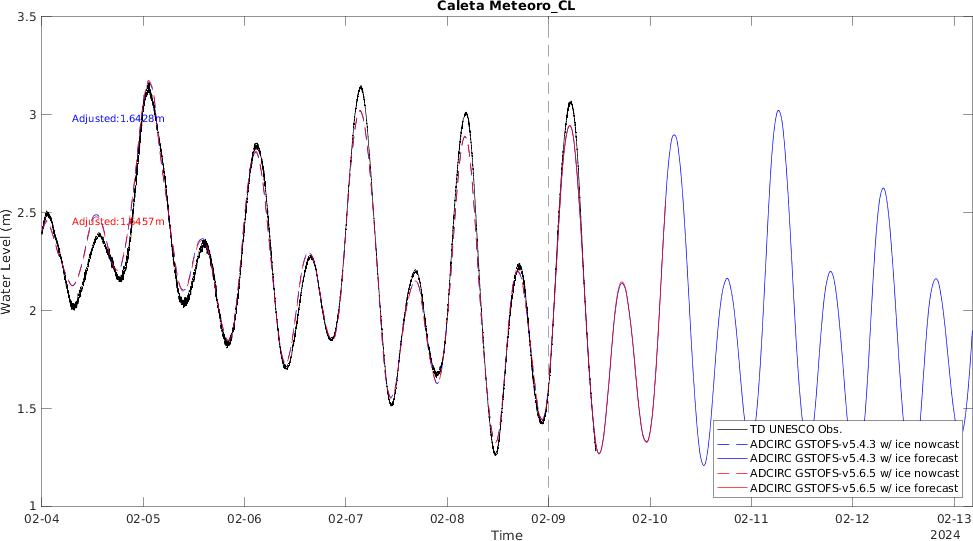 Caleta Meteoro_CL
3.5
3
2.5
2
1.5
1
Water Level (m)
Adjusted:1.6428m
Adjusted:1.6457m
TD UNESCO Obs.
ADCIRC GSTOFS-v5.4.3 w/ ice nowcast
ADCIRC GSTOFS-v5.4.3 w/ ice forecast
ADCIRC GSTOFS-v5.6.5 w/ ice nowcast
ADCIRC GSTOFS-v5.6.5 w/ ice forecast
02-04 02-05 02-06 02-07 02-08 02-09 02-10 02-11 02-12 02-13
Time
2024